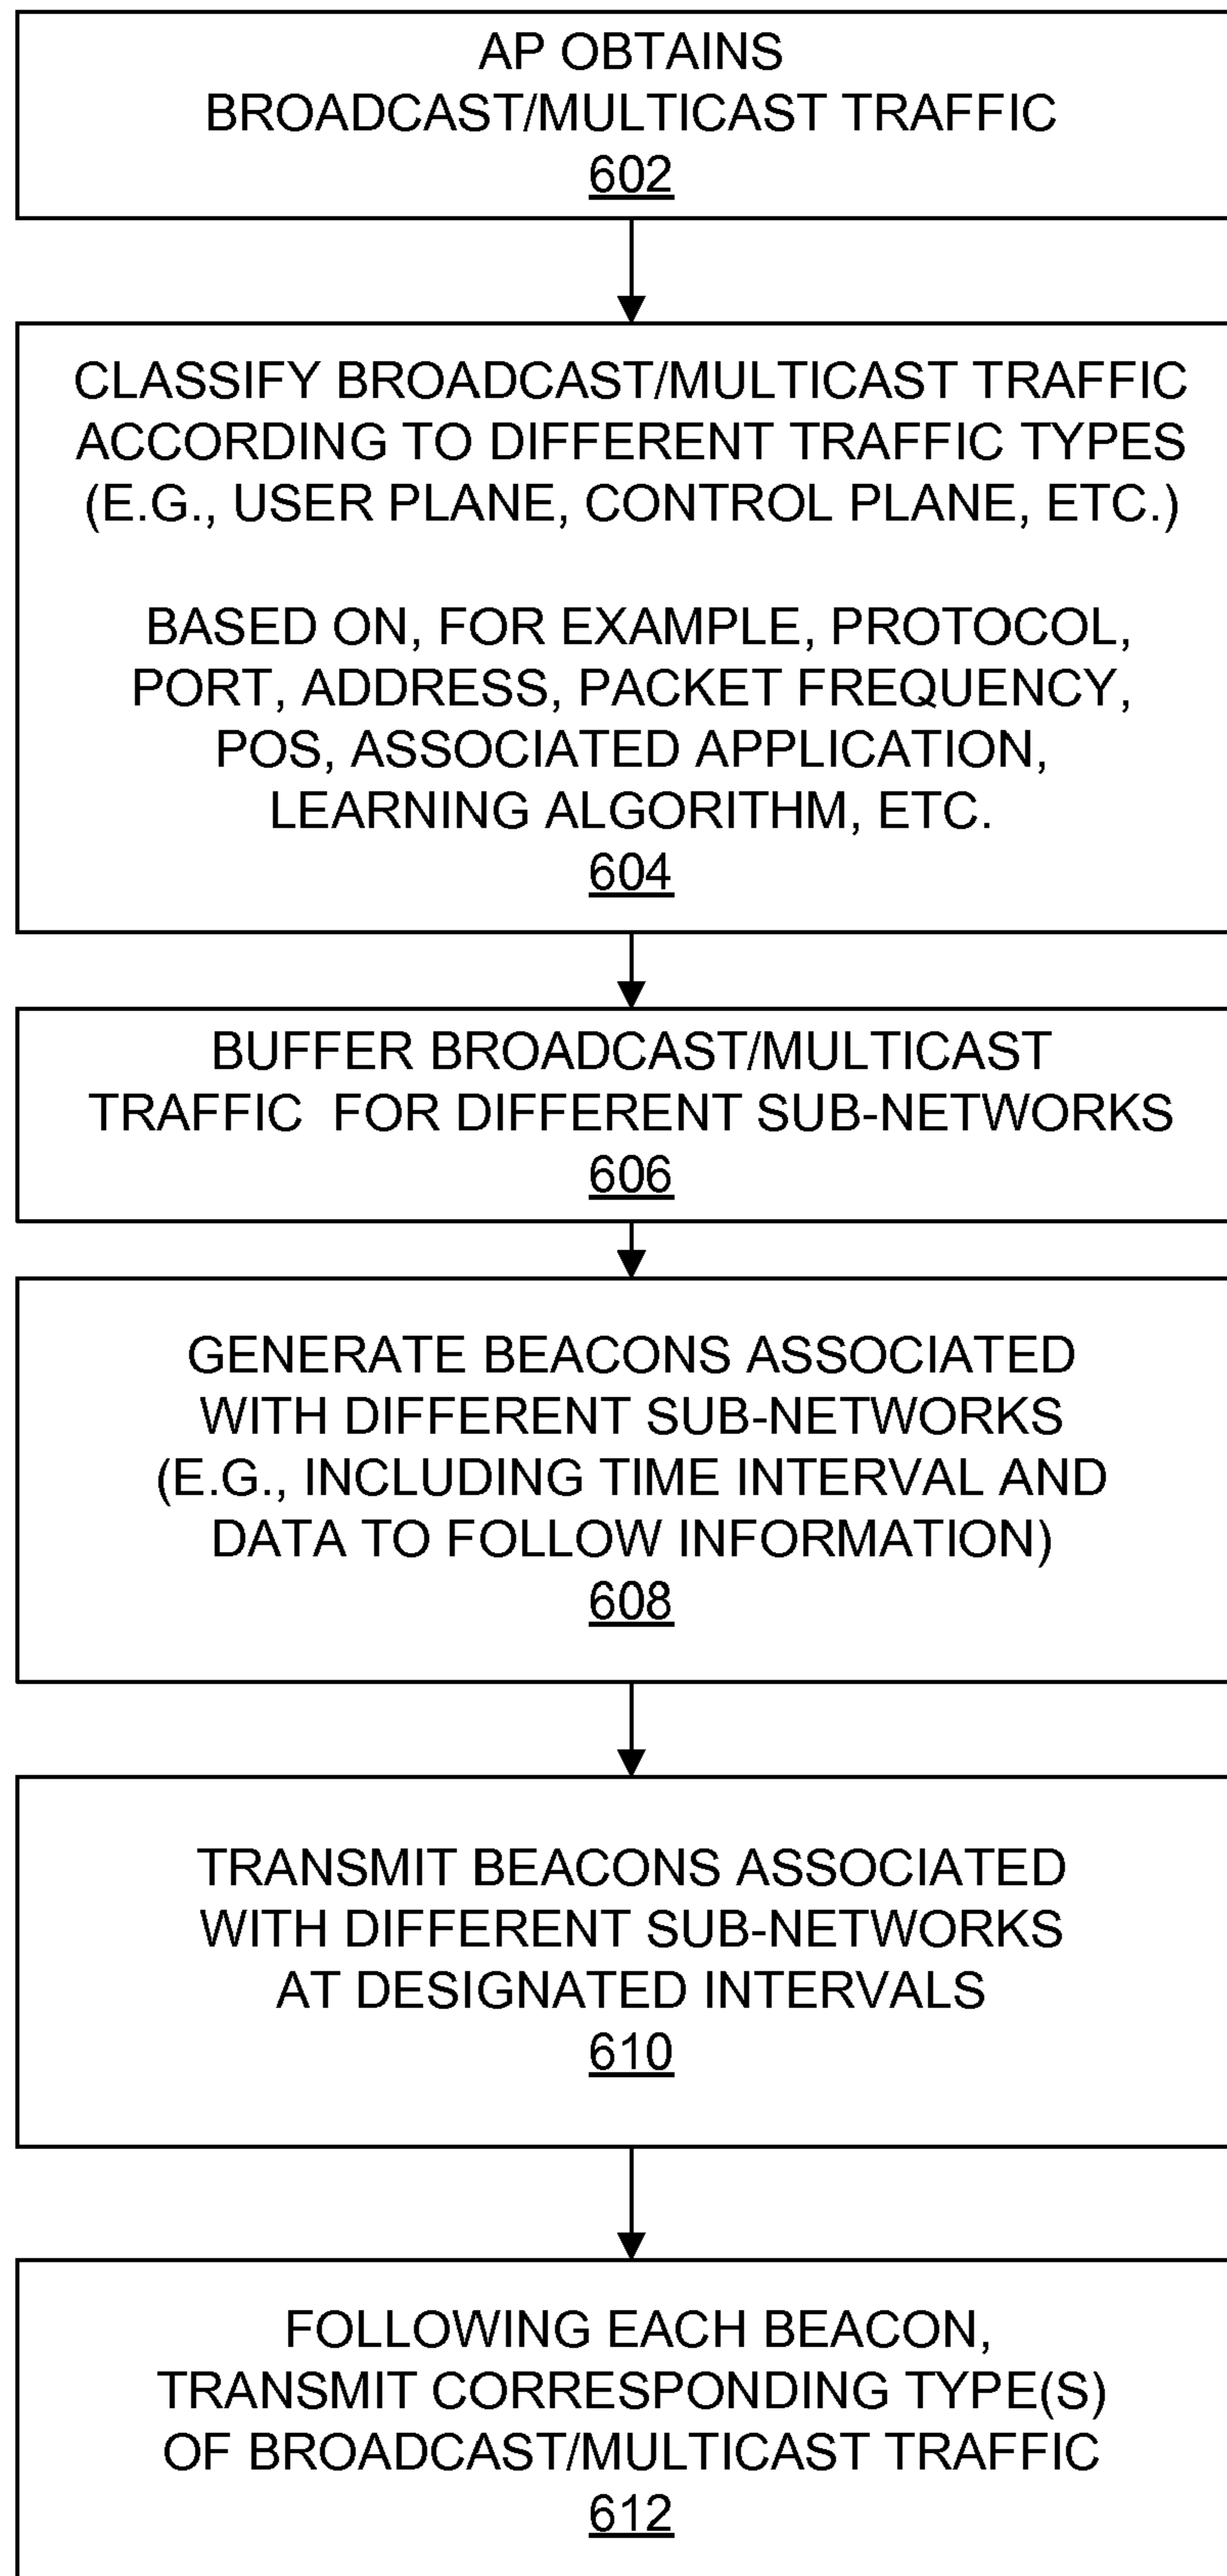 AP OBTAINS
BROADCAST/MULTICAST TRAFFIC
602
CLASSIFY BROADCAST/MULTICAST TRAFFIC
ACCORDING TO DIFFERENT TRAFFIC TYPES
(E.G., USER PLANE, CONTROL PLANE, ETC.)
BASED ON, FOR EXAMPLE, PROTOCOL,
PORT, ADDRESS, PACKET FREQUENCY,
POS, ASSOCIATED APPLICATION,
LEARNING ALGORITHM, ETC.
604
BUFFER BROADCAST/MULTICAST
TRAFFIC FOR DIFFERENT SUB-NETWORKS
606
GENERATE BEACONS ASSOCIATED
WITH DIFFERENT SUB-NETWORKS
(E.G., INCLUDING TIME INTERVAL AND
DATA TO FOLLOW INFORMATION)
608
TRANSMIT BEACONS ASSOCIATED
WITH DIFFERENT SUB-NETWORKS
AT DESIGNATED INTERVALS
610
FOLLOWING EACH BEACON,
TRANSMIT CORRESPONDING TYPE(S)
OF BROADCAST/MULTICAST TRAFFIC
612